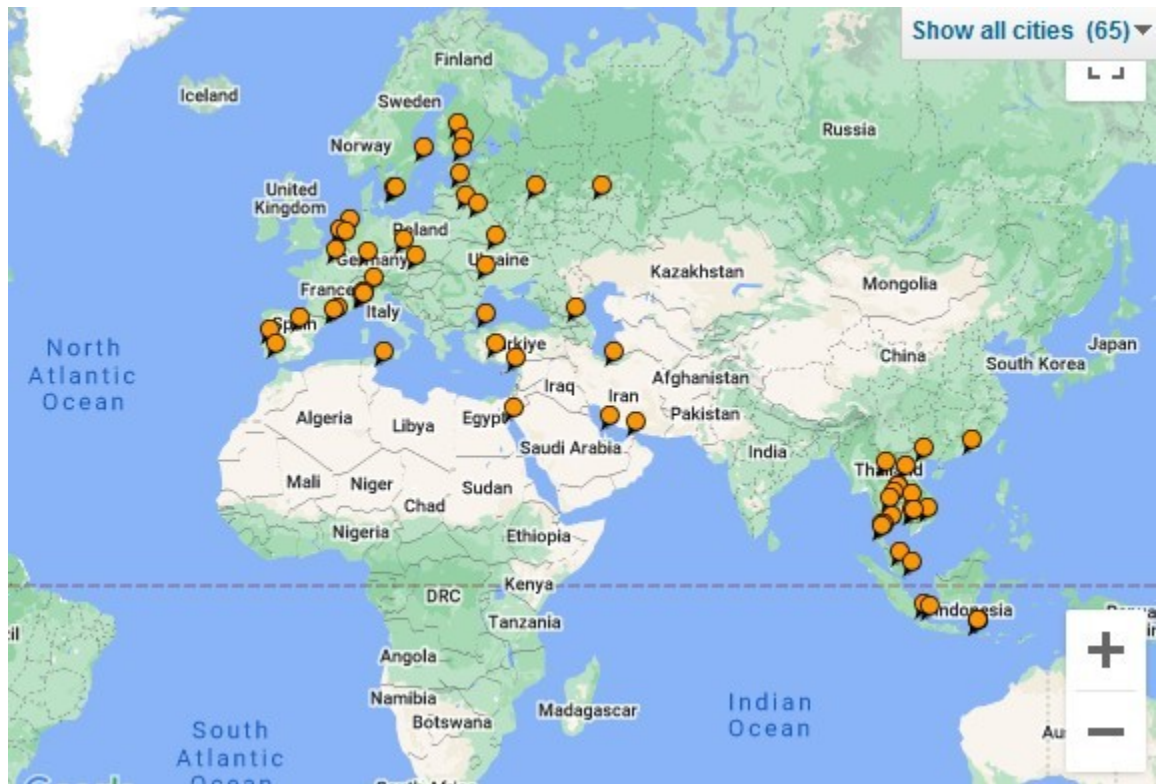 Show all cities (65)
Finland
Iceland
Sweden
Russia
Norway
United
Kingdom
Poland
Germany
Ukraine
Kazakhstan
Mongolia
France
Italy
Spain
North
Atlantic
Ocean
Türkiye
China
Japan
South Korea
Iraq
Iran
Afghanistan
Pakistan
Algeria
Libya
Egypt
Saudi Arabia
India
Thailand
Mali
Niger
Sudan
Chad
Nigeria
Ethiopia
Kenya
DRC
Tanzania
Indonesia
Angola
Namibia
Botswana
Madagascar
Indian
Ocean
South
Atlantic
Ocean